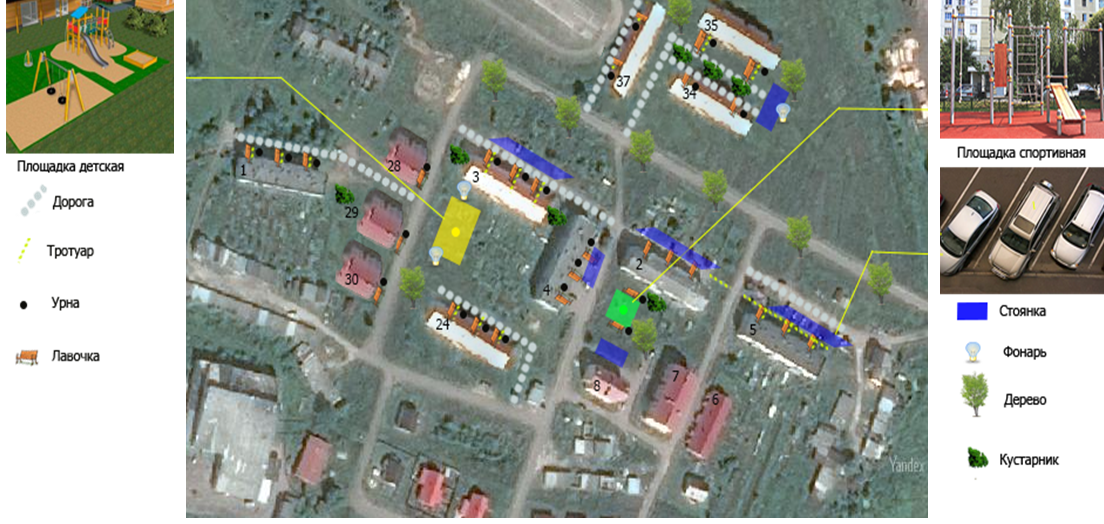 Площадка детская
Дорога
Тротуар
Урна
Лавочка
35
37
34
28
1
3
29
2
30
4
24
5
7
8
6
Yandex
Площадка спортивная
Стоянка
Фонарь
Дерево
Кустарник